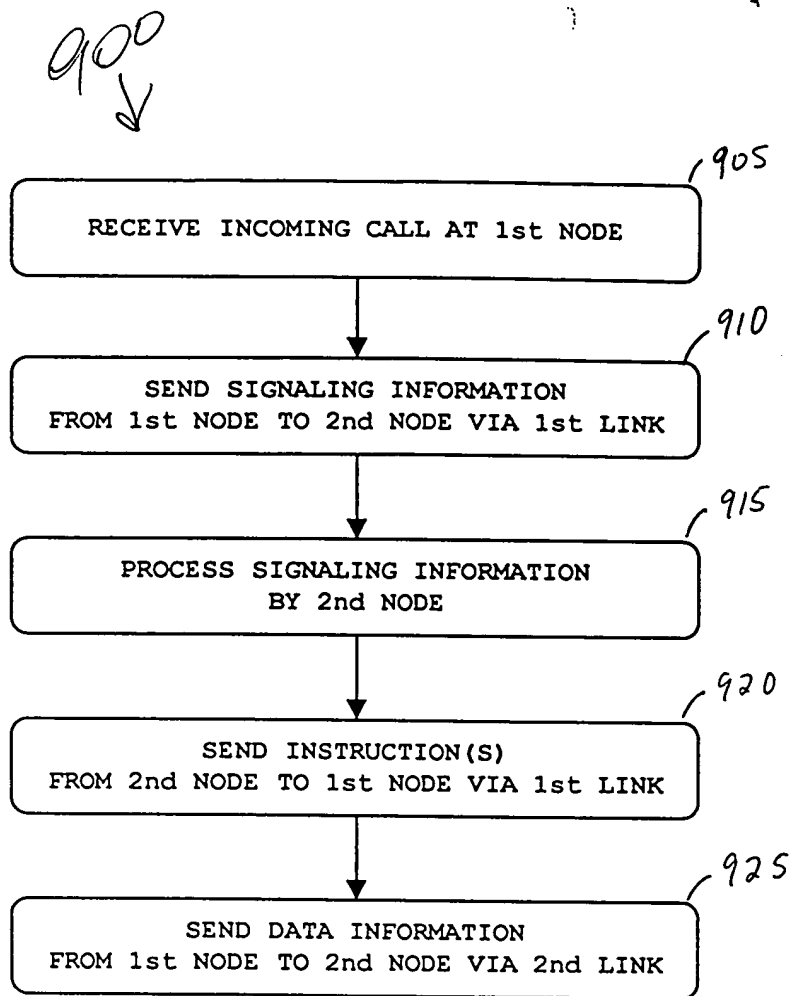 900
905
RECEIVE INCOMING CALL AT 1st NODE
910
SEND SIGNALING INFORMATION
FROM 1st NODE TO 2nd NODE VIA 1st LINK
915
PROCESS SIGNALING INFORMATION
BY 2nd NODE
920
SEND INSTRUCTION(S)
FROM 2nd NODE TO 1st NODE VIA 1st LINK
925
SEND DATA INFORMATION
FROM 1st NODE TO 2nd NODE VIA 2nd LINK